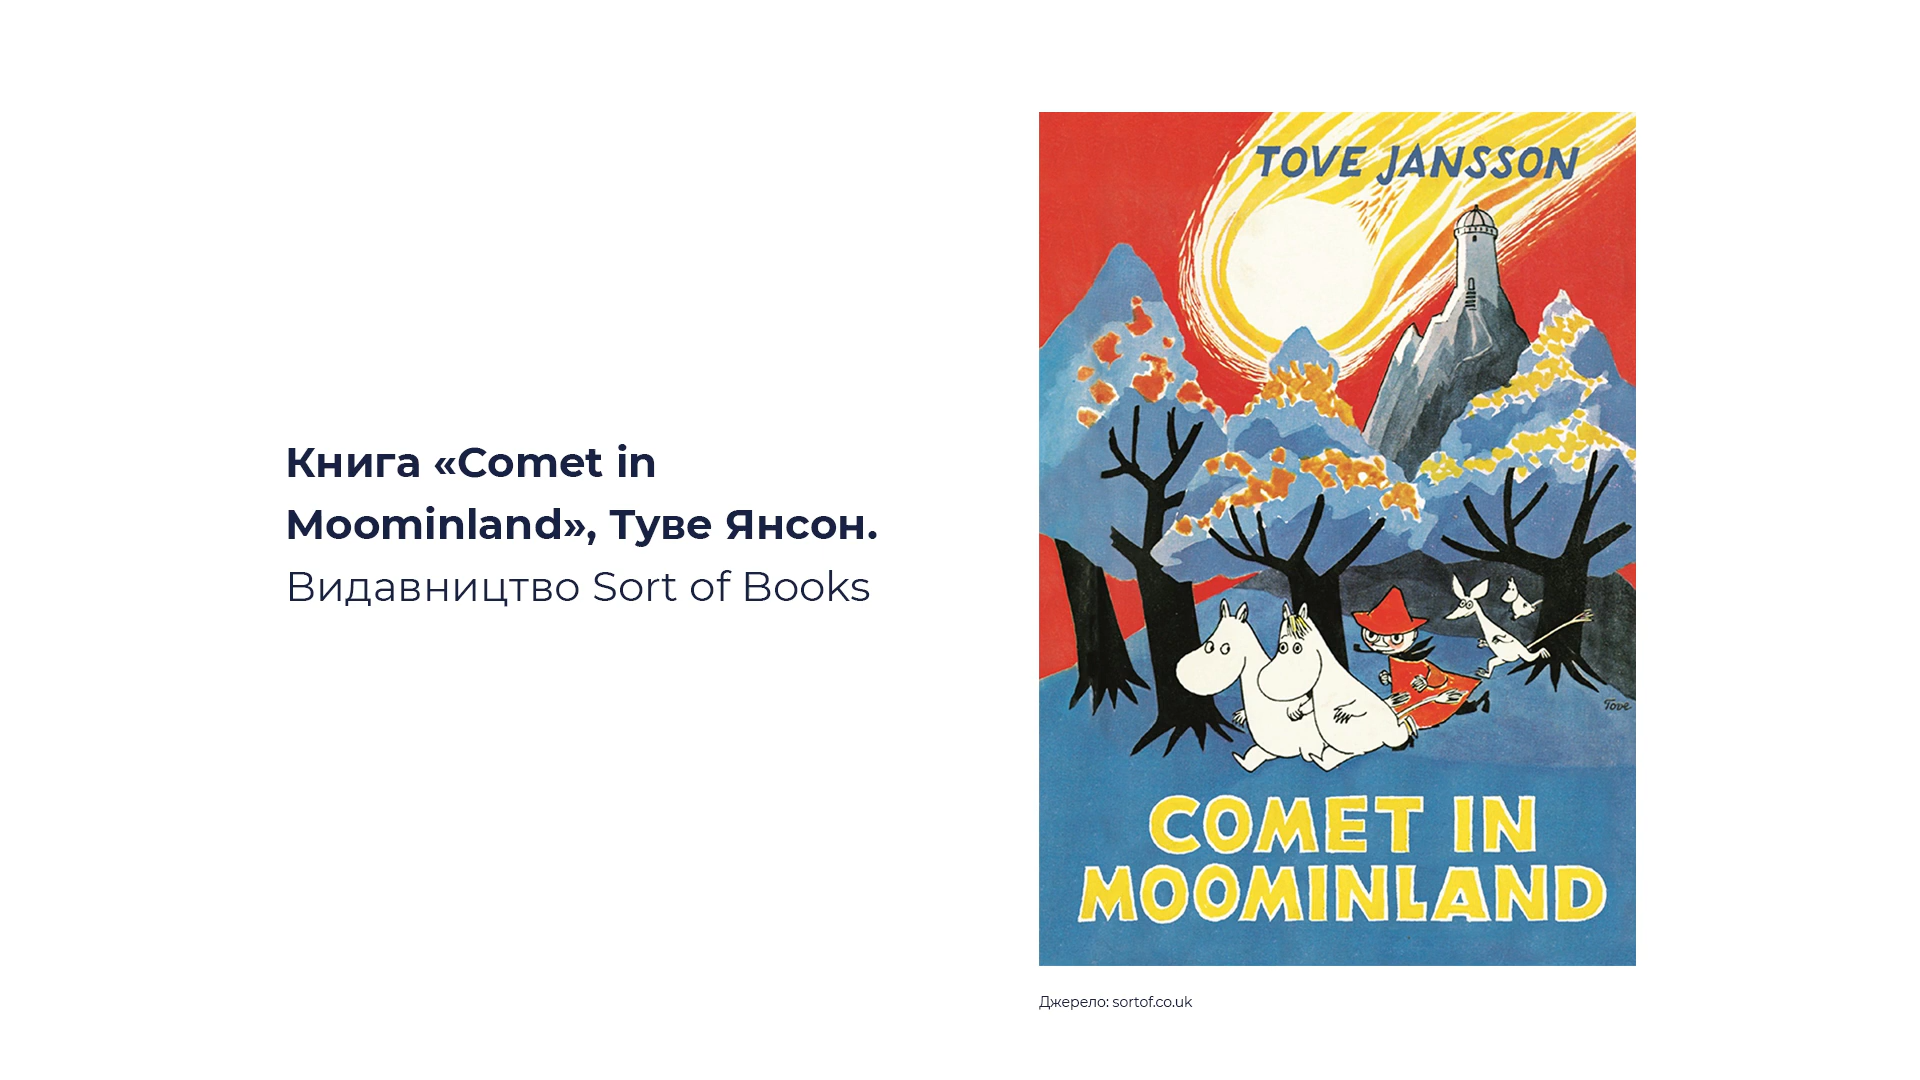 Книга «Comet in
Moominland», Туве Янсон.
Видавництво Sort of Books
TOVE JANSSON
Tove
COMET IN
MOOMINLAND
Джерело: sortof.co.uk